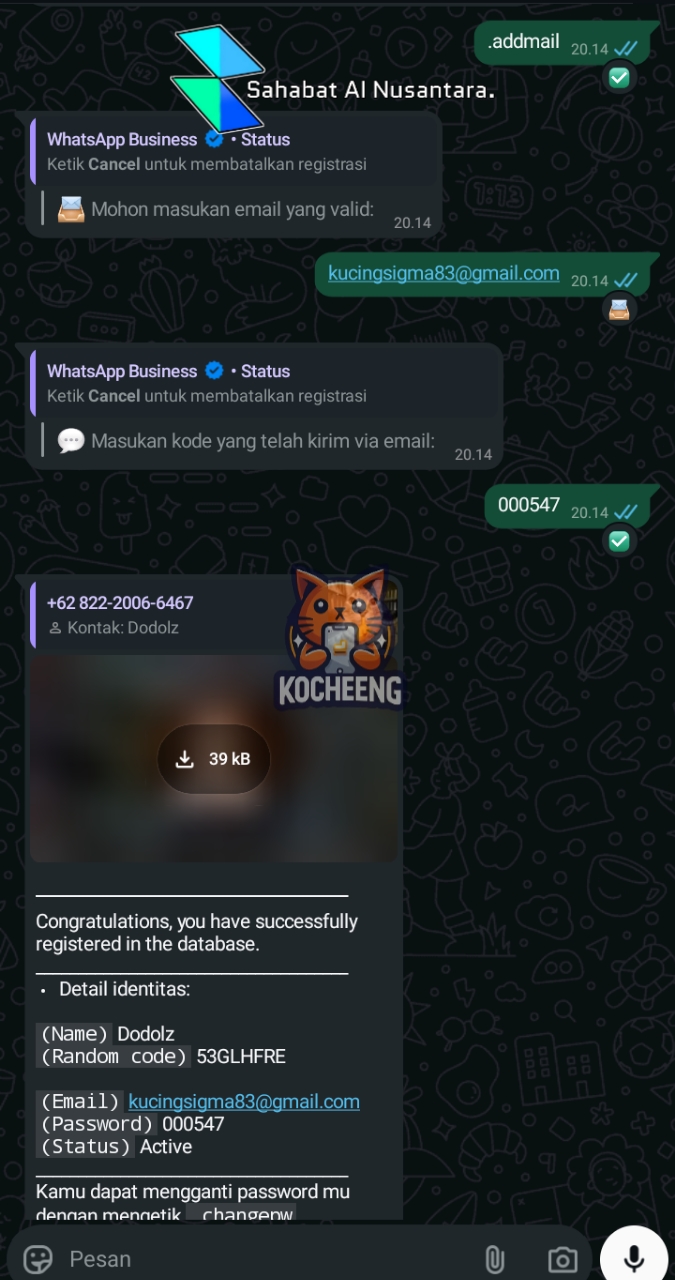 .addmail 20.14
Sahabat AI Nusantara.
WhatsApp Business • Status
Ketik Cancel untuk membatalkan registrasi
Mohon masukan email yang valid:
20.14
kucingsigma83@gmail.com 20.14
WhatsApp Business • Status
Ketik Cancel untuk membatalkan registrasi
Masukan kode yang telah kirim via email:
20.14
000547 20.14
+62 822-2006-6467
Kontak: Dodolz
KOCHEENG
39 kB
Congratulations, you have successfully
registered in the database.
• Detail identitas:
(Name) Dodolz
(Random code) 53GLHFRE
(Email) kucingsigma83@gmail.com
(Password) 000547
(Status) Active
Kamu dapat mengganti password mu
dengan mengetik .changepw
Pesan